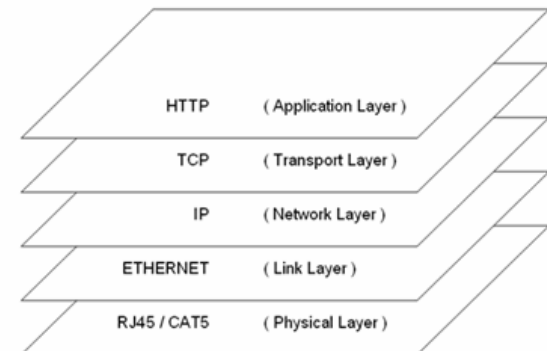 HTTP ( Application Layer )
TCP ( Transport Layer )
IP ( Network Layer )
ETHERNET ( Link Layer )
RJ45 / CAT5 ( Physical Layer )